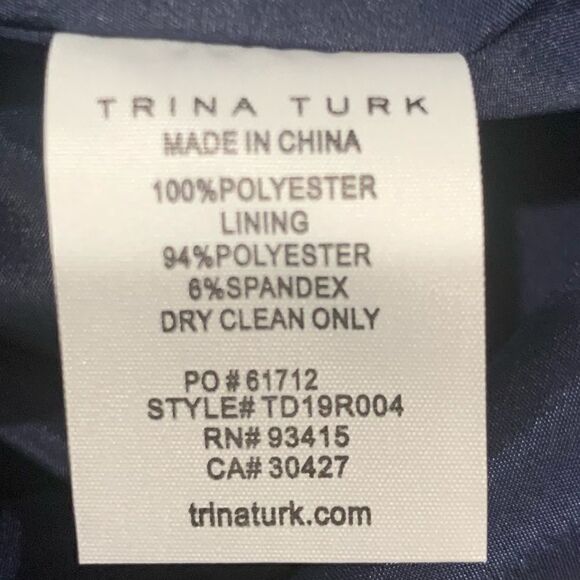 TRINA TURK
MADE IN CHINA
100%POLYESTER
LINING
94%POLYESTER
6%SPANDEX
DRY CLEAN ONLY
PO # 61712
STYLE# TD19R004
RN# 93415
CA# 30427
trinaturk.com